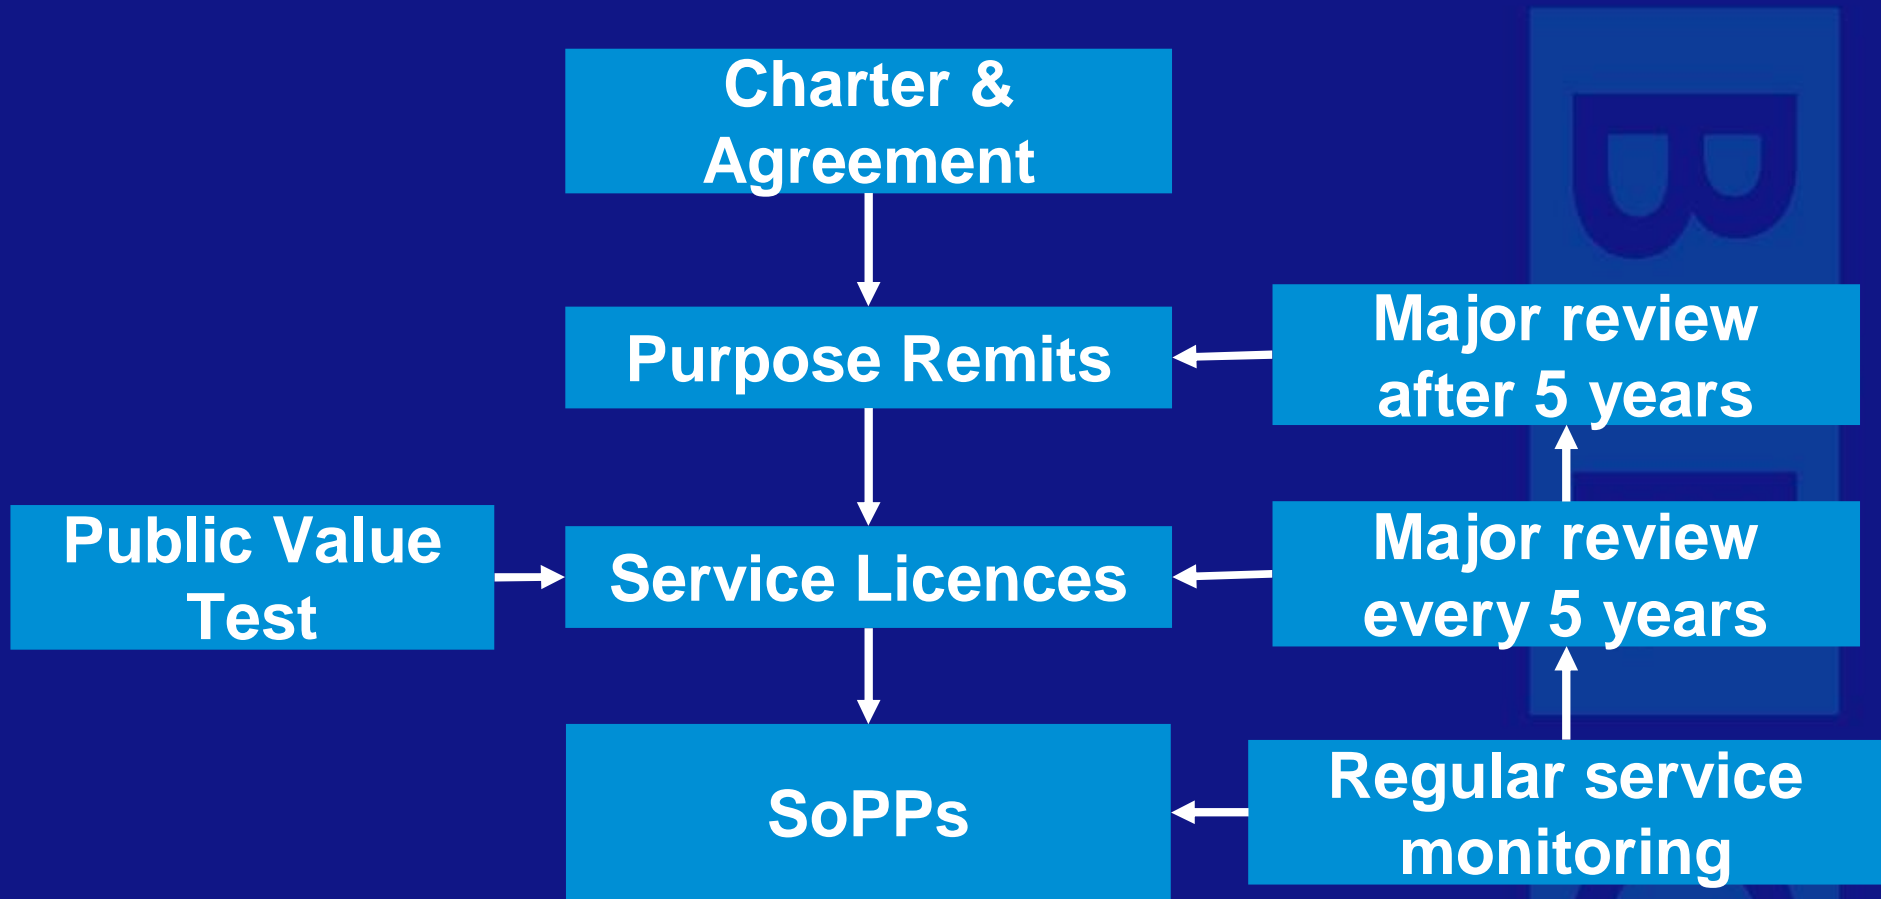 Charter &
Agreement
Purpose Remits
Major review
after 5 years
Public Value
Test
Service Licences
Major review
every 5 years
SoPPs
Regular service
monitoring
B